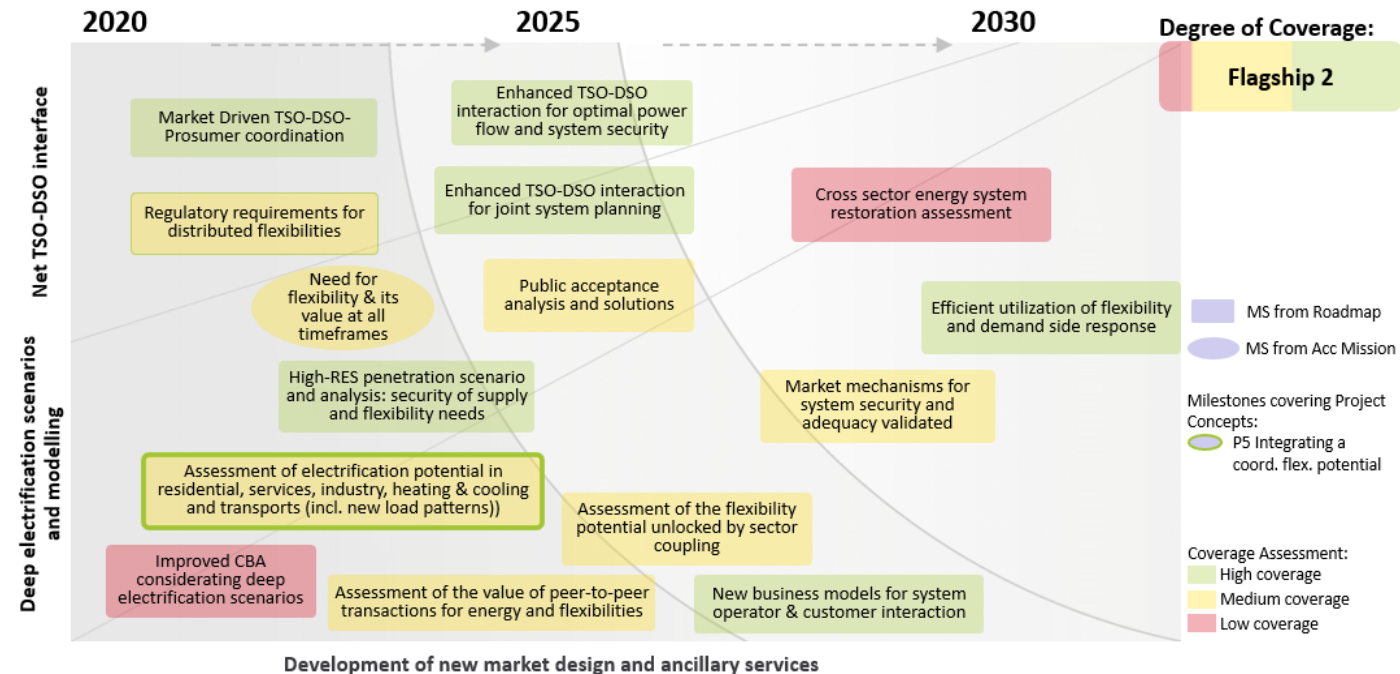 2020
2025
2030
Degree of Coverage:
Flagship 2
Net TSO-DSO interface
Market Driven TSO-DSO-
Prosumer coordination
Enhanced TSO-DSO
interaction for optimal power
flow and system security
Regulatory requirements for
distributed flexibilities
Enhanced TSO-DSO interaction
for joint system planning
Cross sector energy system
restoration assessment
Need for
flexibility & its
value at all
timeframes
Public acceptance
analysis and solutions
Efficient utilization of flexibility
and demand side response
MS from Roadmap
MS from Acc Mission
Milestones covering Project
Concepts:
P5 Integrating a
coord. flex. potential
Deep electrification scenarios
and modelling
High-RES penetration scenario
and analysis: security of supply
and flexibility needs
Market mechanisms for
system security and
adequacy validated
Assessment of electrification potential in
residential, services, industry, heating & cooling
and transports (incl. new load patterns))
Assessment of the flexibility
potential unlocked by sector
coupling
Improved CBA
considering deep
electrification scenarios
Assessment of the value of peer-to-peer
transactions for energy and flexibilities
New business models for system
operator & customer interaction
Coverage Assessment:
High coverage
Medium coverage
Low coverage
Development of new market design and ancillary services